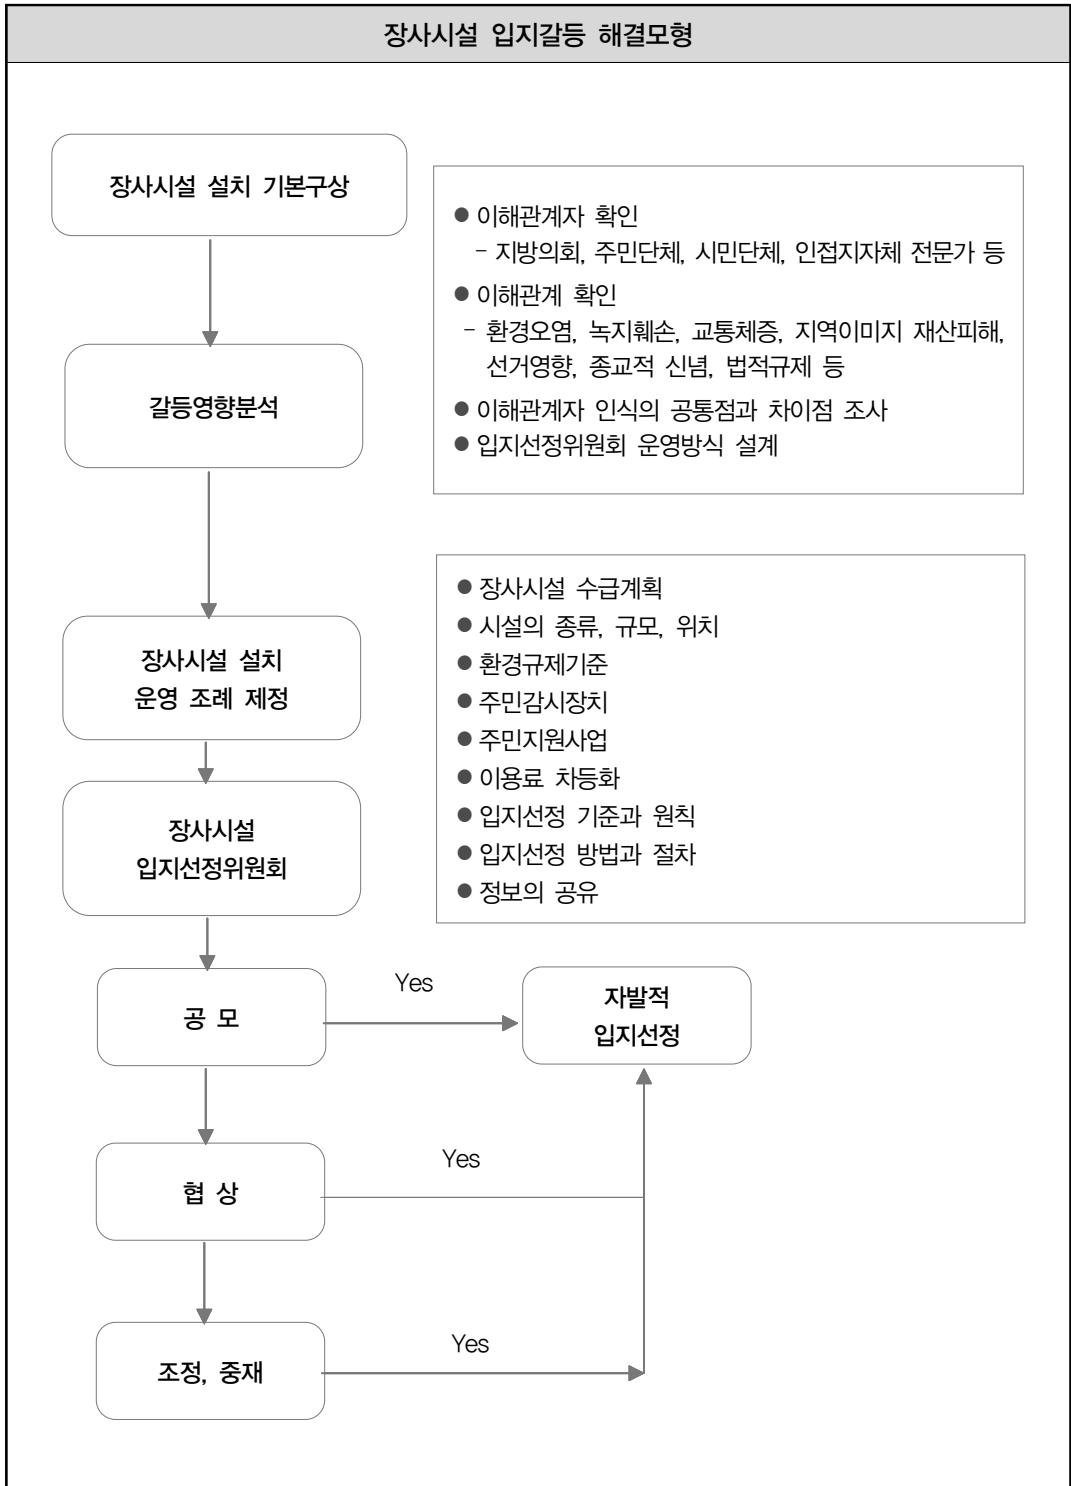 장사시설 입지갈등 해결모형
장사시설 설치 기본구상
● 이해관계자 확인
- 지방의회, 주민단체, 시민단체, 인접지자체 전문가 등
● 이해관계 확인
- 환경오염, 녹지훼손, 교통체증, 지역이미지 재산피해,
선거영향, 종교적 신념, 법적규제 등
● 이해관계자 인식의 공통점과 차이점 조사
● 입지선정위원회 운영방식 설계
갈등영향분석
● 장사시설 수급계획
● 시설의 종류, 규모, 위치
● 환경규제기준
● 주민감시장치
● 주민지원사업
● 이용료 차등화
● 입지선정 기준과 원칙
● 입지선정 방법과 절차
● 정보의 공유
장사시설 설치
운영 조례 제정
장사시설
입지선정위원회
공 모
Yes
자발적
입지선정
협 상
Yes
조정, 중재
Yes